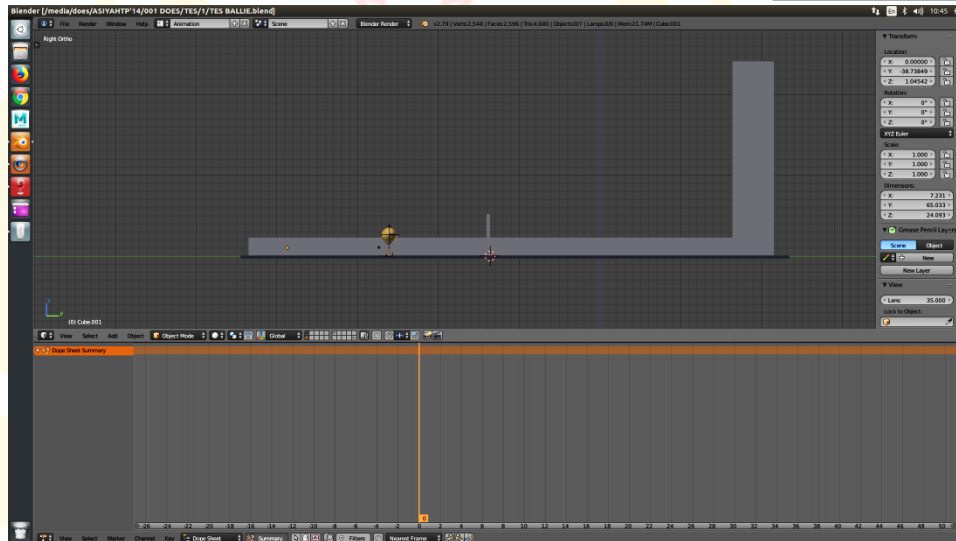 Blender [/media/does/ASIYAHTP'14/001 DOES/TES/1/TES BALLIE.blend]
En 10:45
File Render Window Help Animation Scene Blender Render v2.79 | Verts:2,548 | Faces:2,596 | Tris:4,680 | Objects:0/7 | Lamps:0/0 | Mem:21.74M | Cube.001
Right Ortho
Transform
Location:
X: 0.00000
Y: -38.73849
Z: 1.04542
Rotation:
X: 0°
Y: 0°
Z: 0°
XYZ Euler
Scale:
X: 1.000
Y: 1.000
Z: 1.000
Dimensions:
X: 7.231
Y: 65.033
Z: 24.093
Grease Pencil Layers
Scene Object
New
New Layer
View
Lens: 35.000
Lock to Object:
(0) Cube.001
View Select Add Object Object Mode Global
Dope Sheet Summary
0
-26 -24 -22 -20 -18 -16 -14 -12 -10 -8 -6 -4 -2 0 2 4 6 8 10 12 14 16 18 20 22 24 26 28 30 32 34 36 38 40 42 44 46 48 50
View Select Marker Channel Key Dope Sheet Summary Filters Nearest Frame